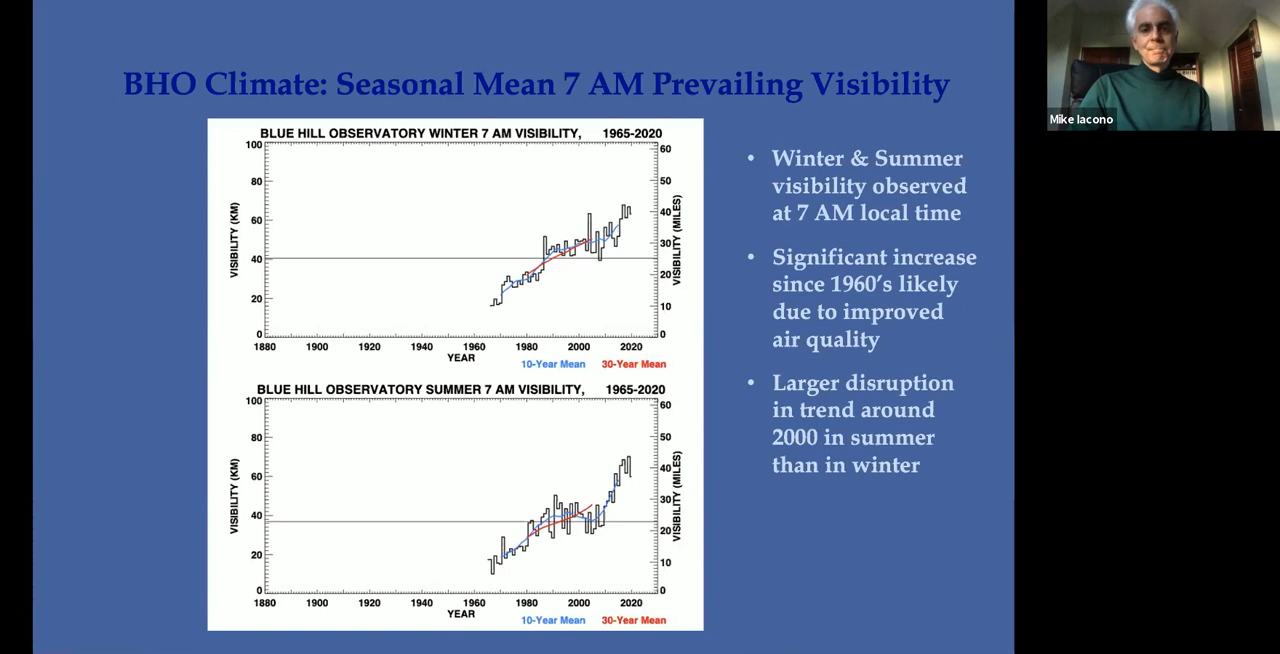 BHO Climate: Seasonal Mean 7 AM Prevailing Visibility
BLUE HILL OBSERVATORY WINTER 7 AM VISIBILITY, 1965-2020
100
80
60
40
20
0
VISIBILITY (KM)
60
50
40
30
20
10
0
VISIBILITY (MILES)
1880 1900 1920 1940 1960 1980 2000 2020
YEAR
10-Year Mean 30-Year Mean
BLUE HILL OBSERVATORY SUMMER 7 AM VISIBILITY, 1965-2020
100
80
60
40
20
0
VISIBILITY (KM)
60
50
40
30
20
10
0
VISIBILITY (MILES)
1880 1900 1920 1940 1960 1980 2000 2020
YEAR
10-Year Mean 30-Year Mean
• Winter & Summer
visibility observed
at 7 AM local time
• Significant increase
since 1960's likely
due to improved
air quality
• Larger disruption
in trend around
2000 in summer
than in winter
Mike Iacono